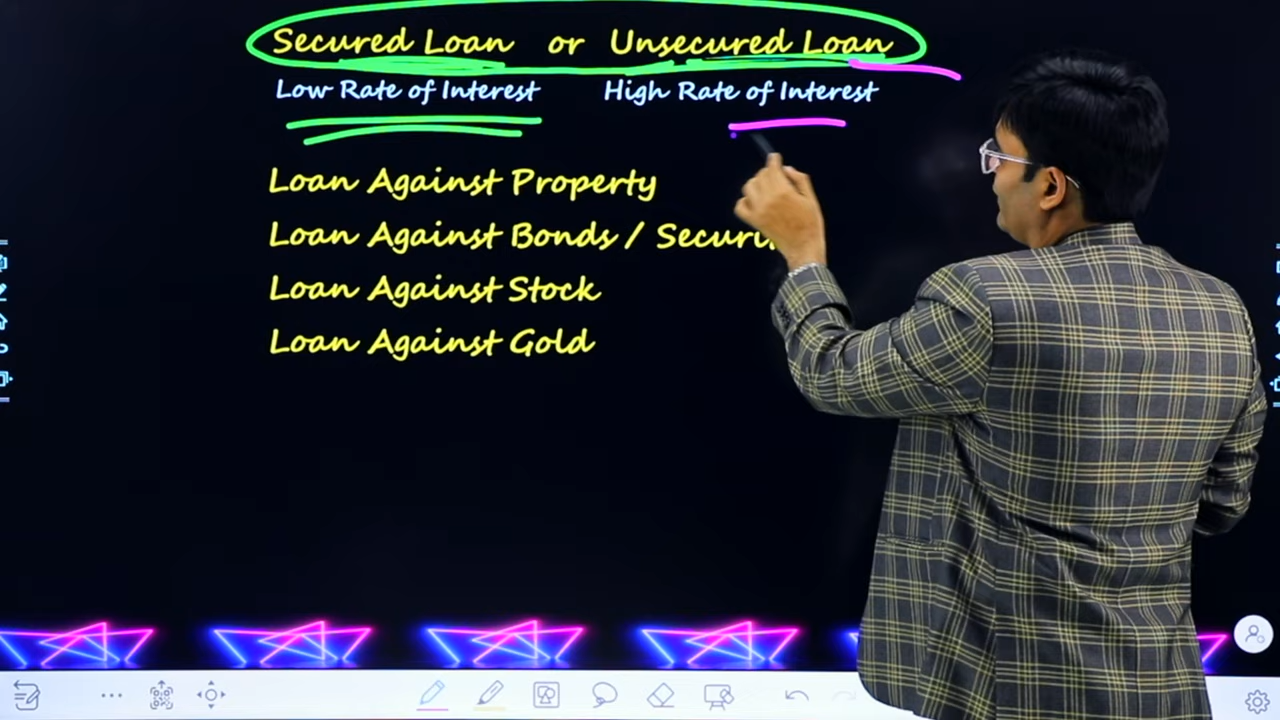 Secured Loan or Unsecured Loan
Low Rate of Interest High Rate of Interest
Loan Against Property
Loan Against Bonds /
Loan Against Stock
Loan Against Gold